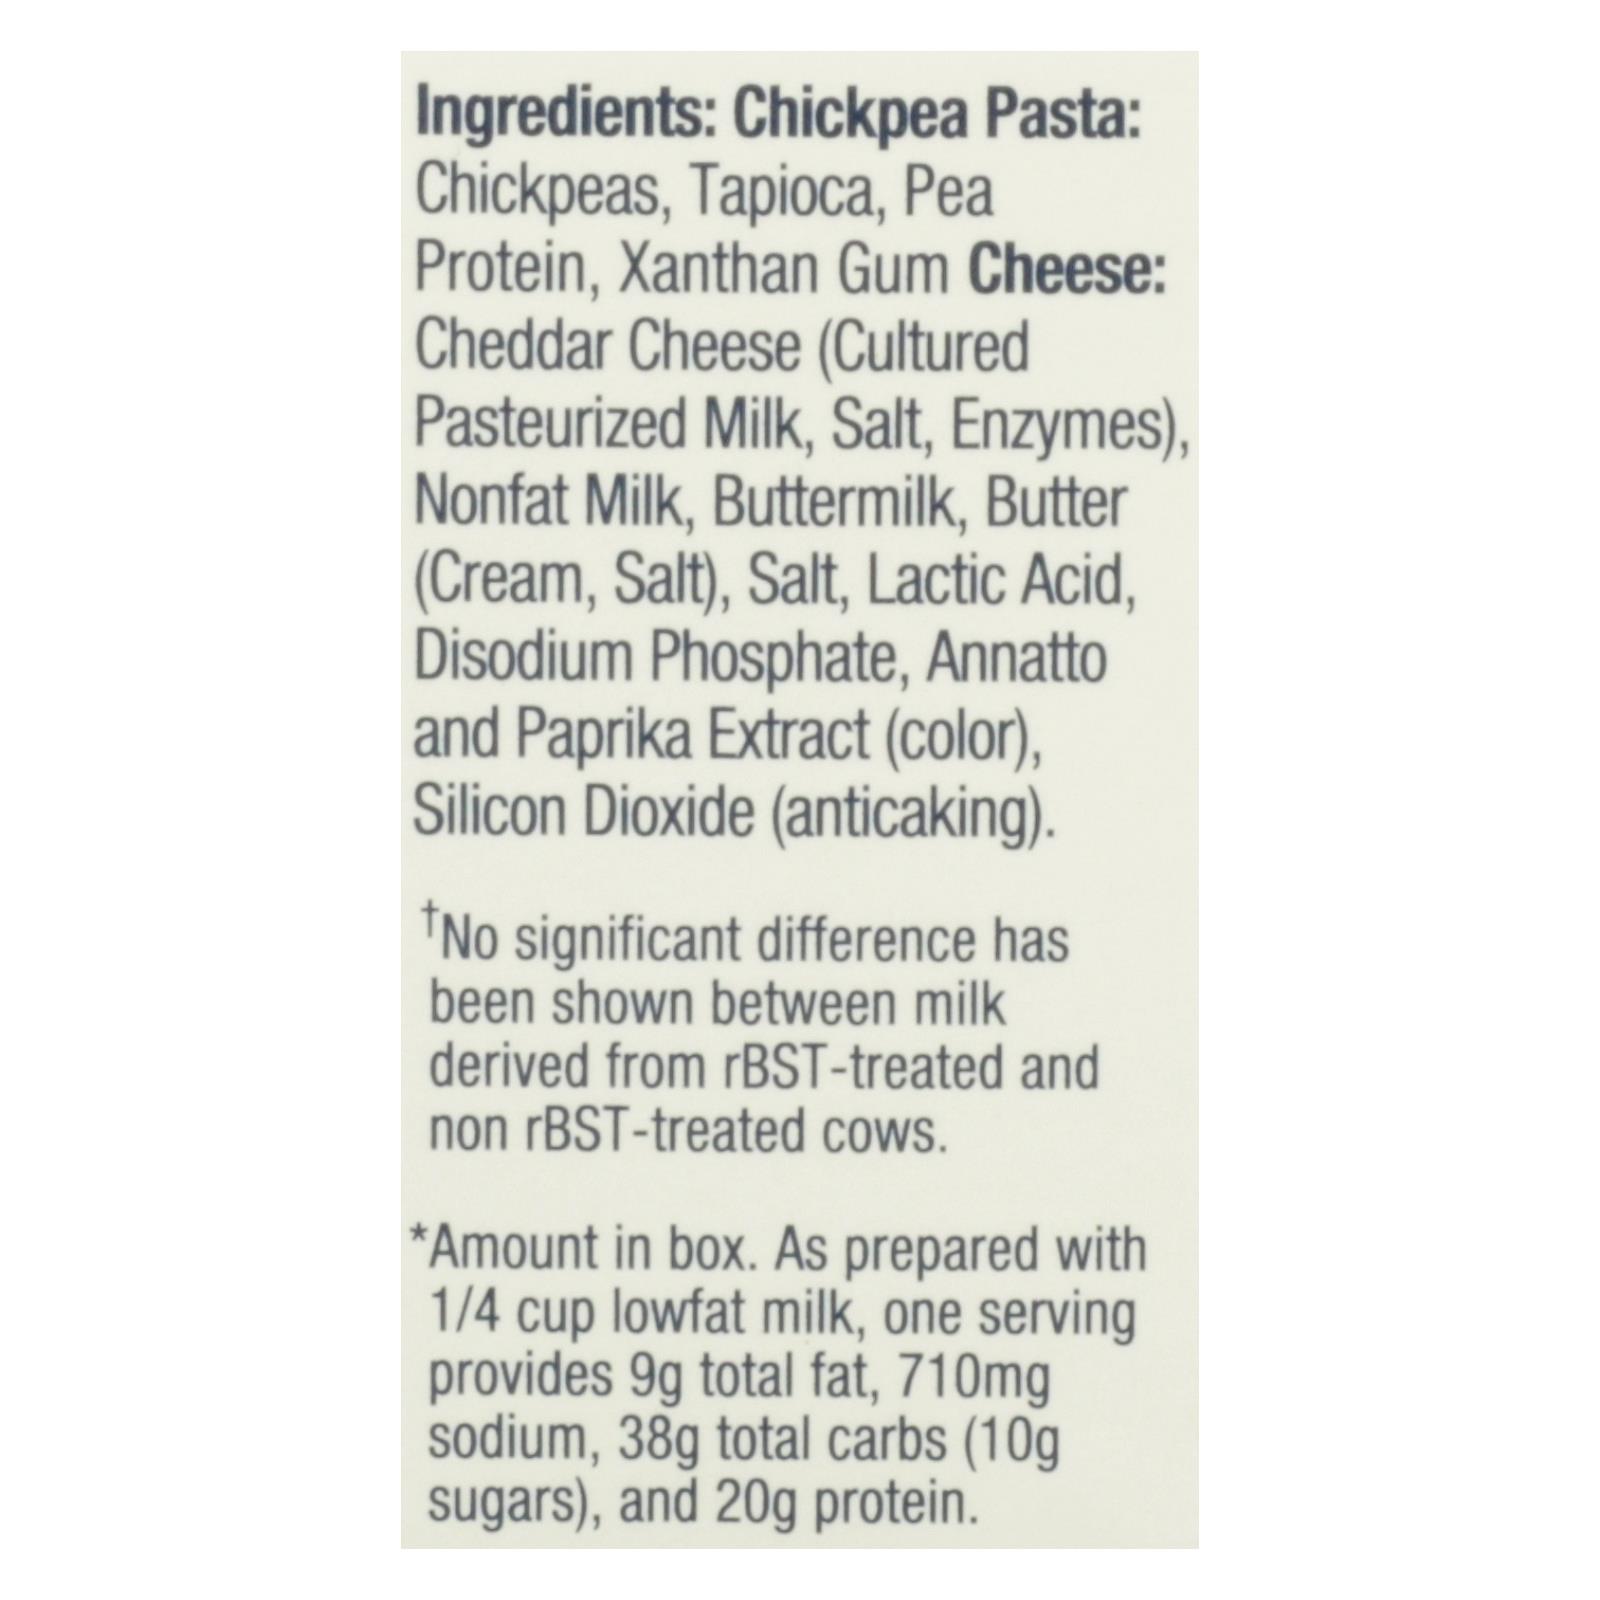 Ingredients: Chickpea Pasta:
Chickpeas, Tapioca, Pea
Protein, Xanthan Gum Cheese:
Cheddar Cheese (Cultured
Pasteurized Milk, Salt, Enzymes),
Nonfat Milk, Buttermilk, Butter
(Cream, Salt), Salt, Lactic Acid,
Disodium Phosphate, Annatto
and Paprika Extract (color),
Silicon Dioxide (anticaking).
†No significant difference has
been shown between milk
derived from rBST-treated and
non rBST-treated cows.
*Amount in box. As prepared with
1/4 cup lowfat milk, one serving
provides 9g total fat, 710mg
sodium, 38g total carbs (10g
sugars), and 20g protein.